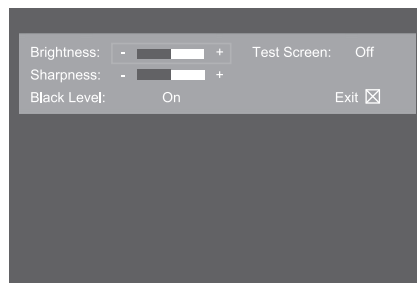 Brightness: - + Test Screen: Off
Sharpness: - +
Black Level: On Exit